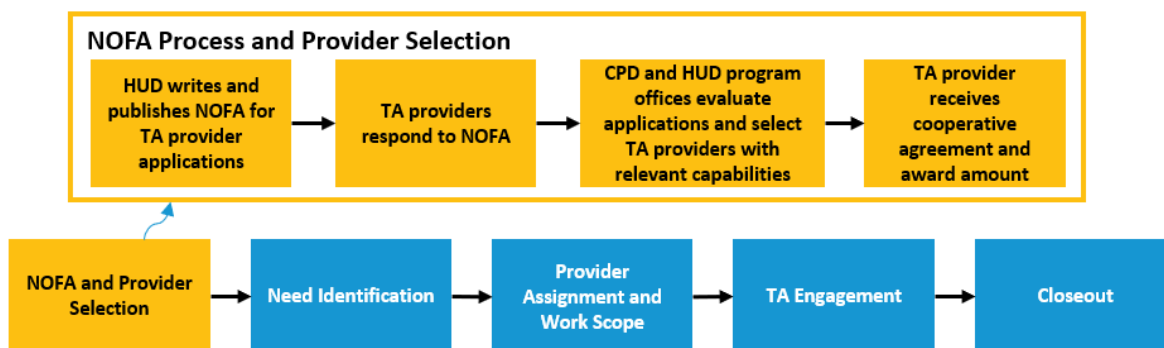 NOFA Process and Provider Selection
HUD writes and
publishes NOFA for
TA provider
applications
TA providers
respond to NOFA
CPD and HUD program
offices evaluate
applications and select
TA providers with
relevant capabilities
TA provider
receives
cooperative
agreement and
award amount
NOFA and Provider
Selection
Need Identification
Provider
Assignment and
Work Scope
TA Engagement
Closeout